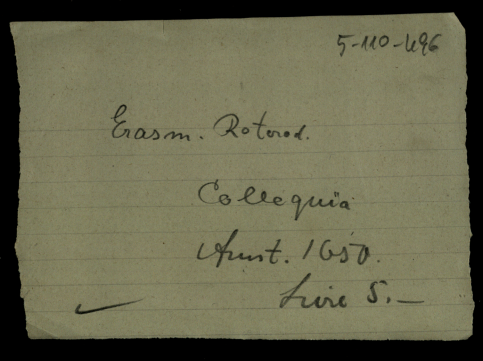 5-110-496
Erasm. Roterod.
Colloquia
Amst. 1650.
Lire 5.—